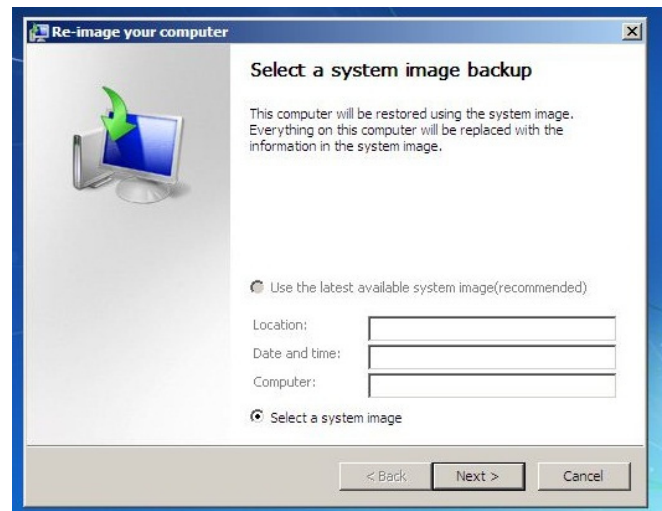 Re-image your computer
Select a system image backup
This computer will be restored using the system image.
Everything on this computer will be replaced with the
information in the system image.
Use the latest available system image(recommended)
Location:
Date and time:
Computer:
Select a system image
< Back Next > Cancel